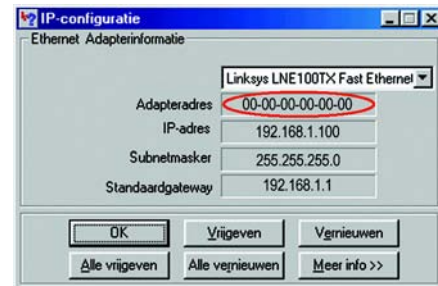 IP-configuratie
Ethernet Adapterinformatie
Linksys LNE100TX Fast Ethernet
Adapteradres 00-00-00-00-00-00
IP-adres 192.168.1.100
Subnetmasker 255.255.255.0
Standaardgateway 192.168.1.1
OK Vrijgeven Vernieuwen
Alle vrijgeven Alle vernieuwen Meer info >>